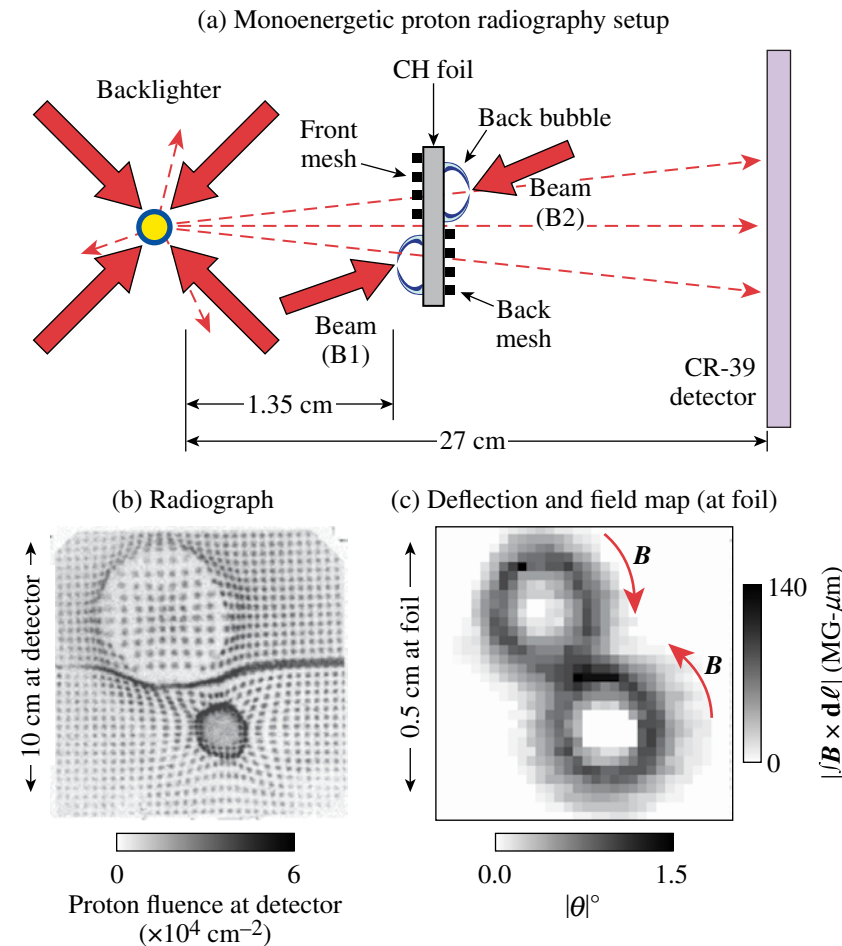 (a) Monoenergetic proton radiography setup
CH foil
Backlighter
Back bubble
Front
mesh
Beam
(B2)
Beam
(B1)
Back
mesh
CR-39
detector
1.35 cm
27 cm
(b) Radiograph
(c) Deflection and field map (at foil)
10 cm at detector
0.5 cm at foil
B
B
140
0
|∫B × dℓ| (MG-μm)
0
6
Proton fluence at detector
(×10⁴ cm⁻²)
0.0
1.5
|θ|°